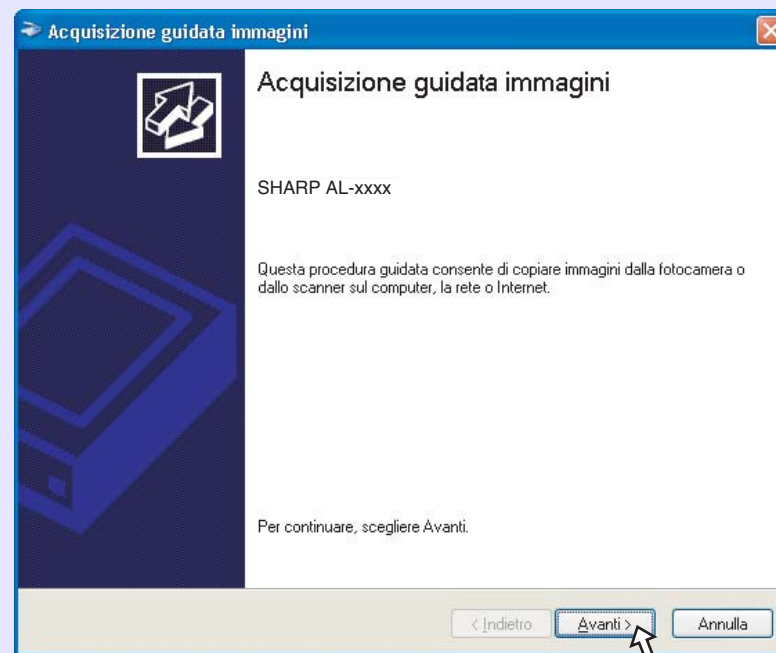 Acquisizione guidata immagini
Acquisizione guidata immagini
SHARP AL-xxxx
Questa procedura guidata consente di copiare immagini dalla fotocamera o
dallo scanner sul computer, la rete o Internet.
Per continuare, scegliere Avanti.
< Indietro Avanti > Annulla